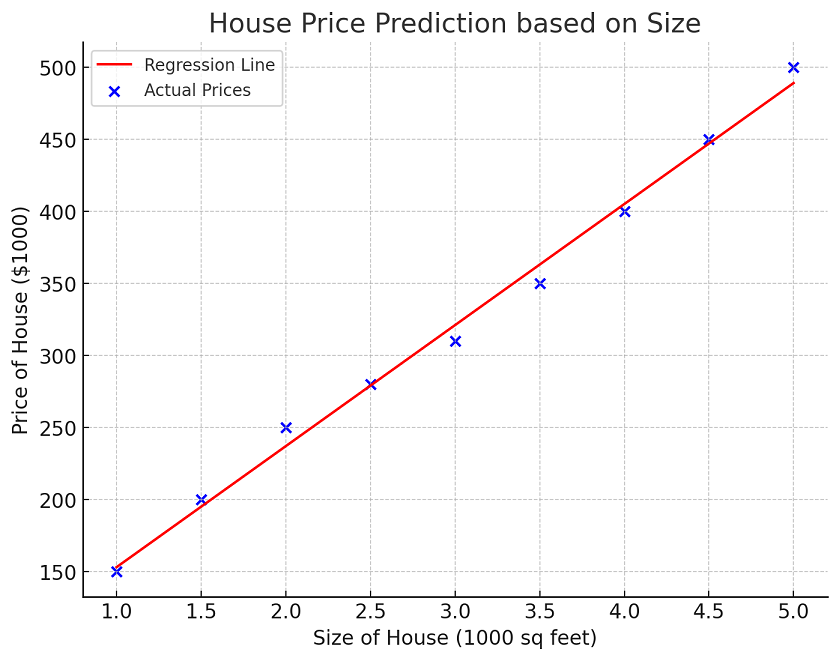 House Price Prediction based on Size
Regression Line
Actual Prices
Price of House ($1000)
500
450
400
350
300
250
200
150
1.0 1.5 2.0 2.5 3.0 3.5 4.0 4.5 5.0
Size of House (1000 sq feet)